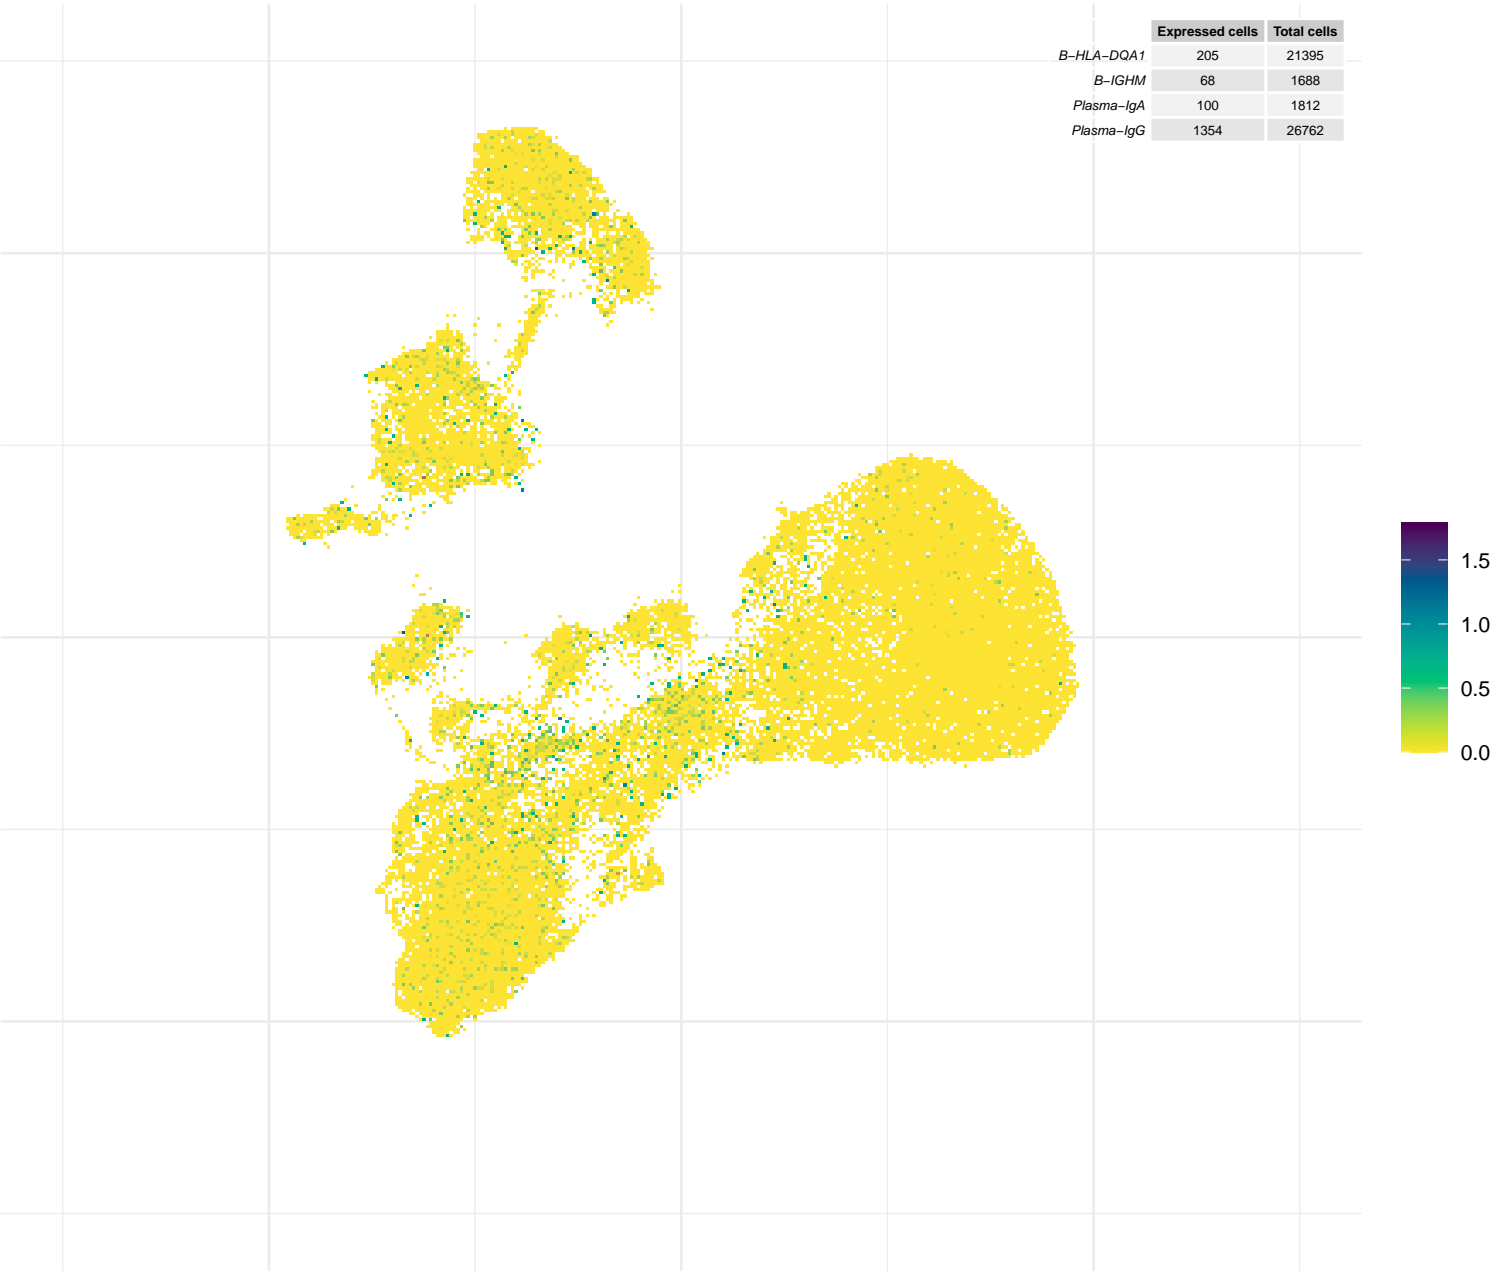 Expressed cells Total cells
B−HLA−DQA1 205 21395
B−IGHM 68 1688
Plasma−IgA 100 1812
Plasma−IgG 1354 26762
1.5
1.0
0.5
0.0